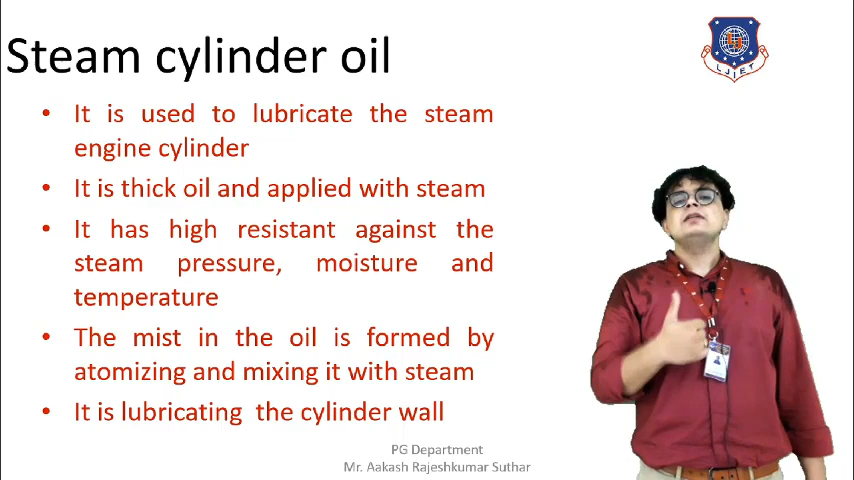 Steam cylinder oil
LJIET
• It is used to lubricate the steam
engine cylinder
• It is thick oil and applied with steam
• It has high resistant against the
steam pressure, moisture and
temperature
• The mist in the oil is formed by
atomizing and mixing it with steam
• It is lubricating the cylinder wall
PG Department
Mr. Aakash Rajeshkumar Suthar